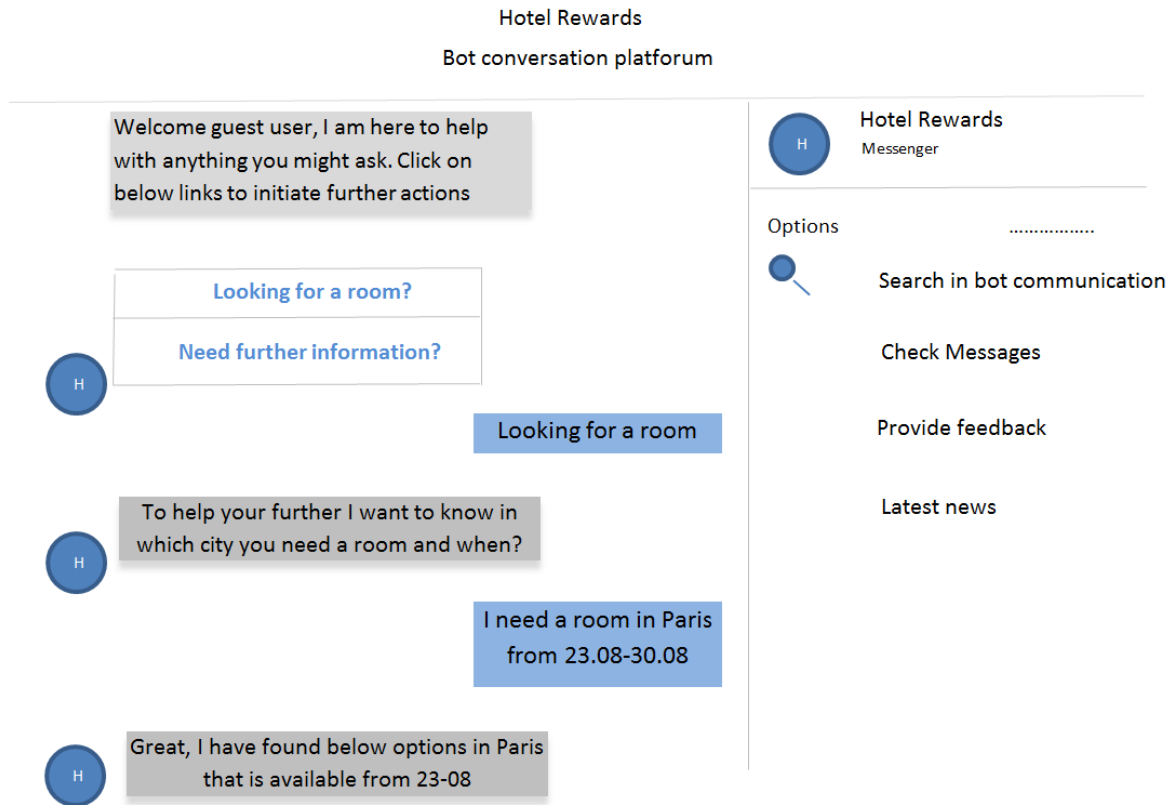 Hotel Rewards
Bot conversation platforum
Welcome guest user, I am here to help
with anything you might ask. Click on
below links to initiate further actions
Looking for a room?
Need further information?
H
Looking for a room
To help your further I want to know in
which city you need a room and when?
H
I need a room in Paris
from 23.08-30.08
Great, I have found below options in Paris
that is available from 23-08
H
H
Hotel Rewards
Messenger
Options
……………..
Search in bot communication
Check Messages
Provide feedback
Latest news